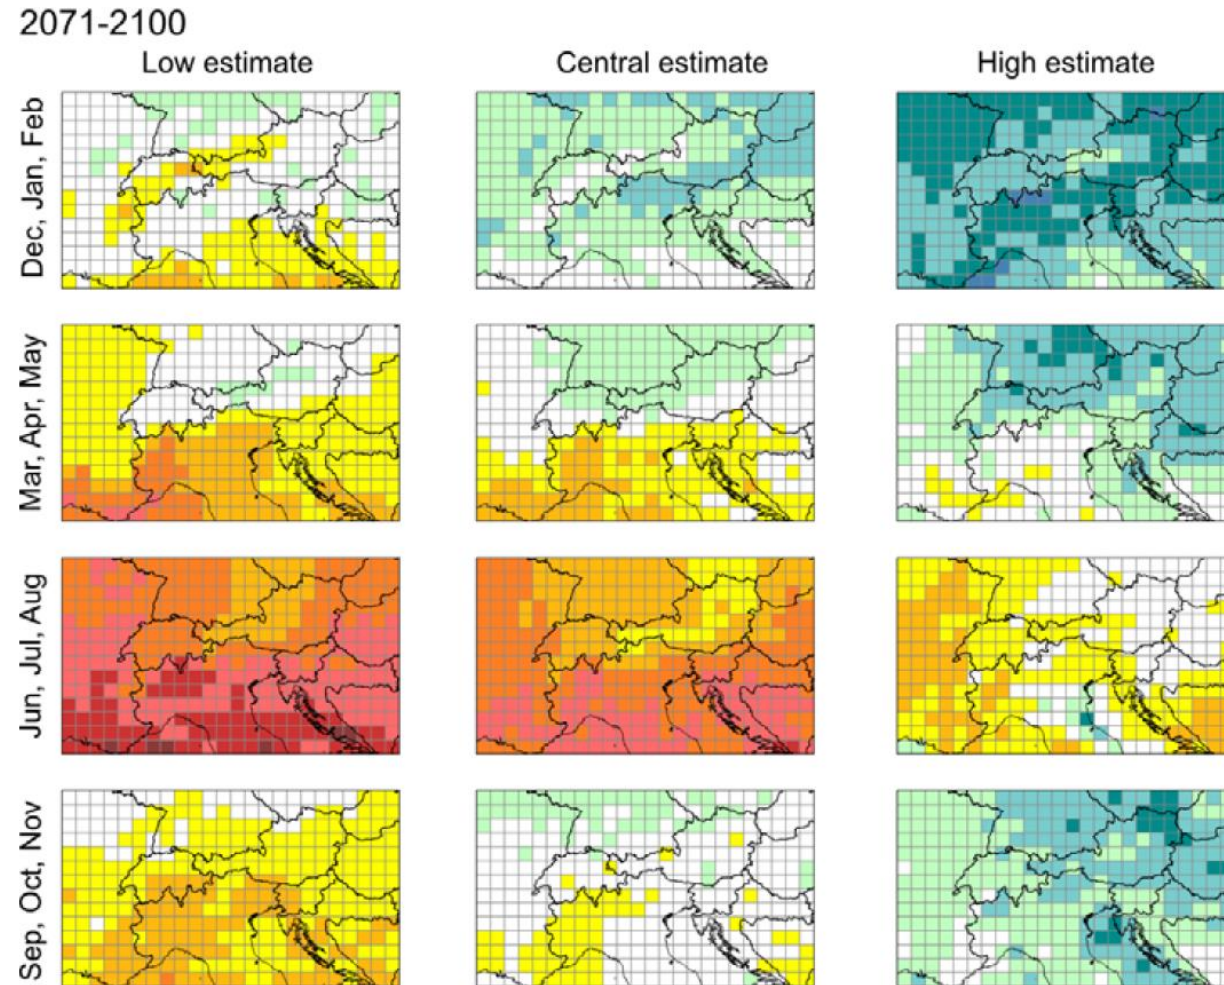 2071-2100
Low estimate
Central estimate
High estimate
Dec, Jan, Feb
Mar, Apr, May
Jun, Jul, Aug
Sep, Oct, Nov